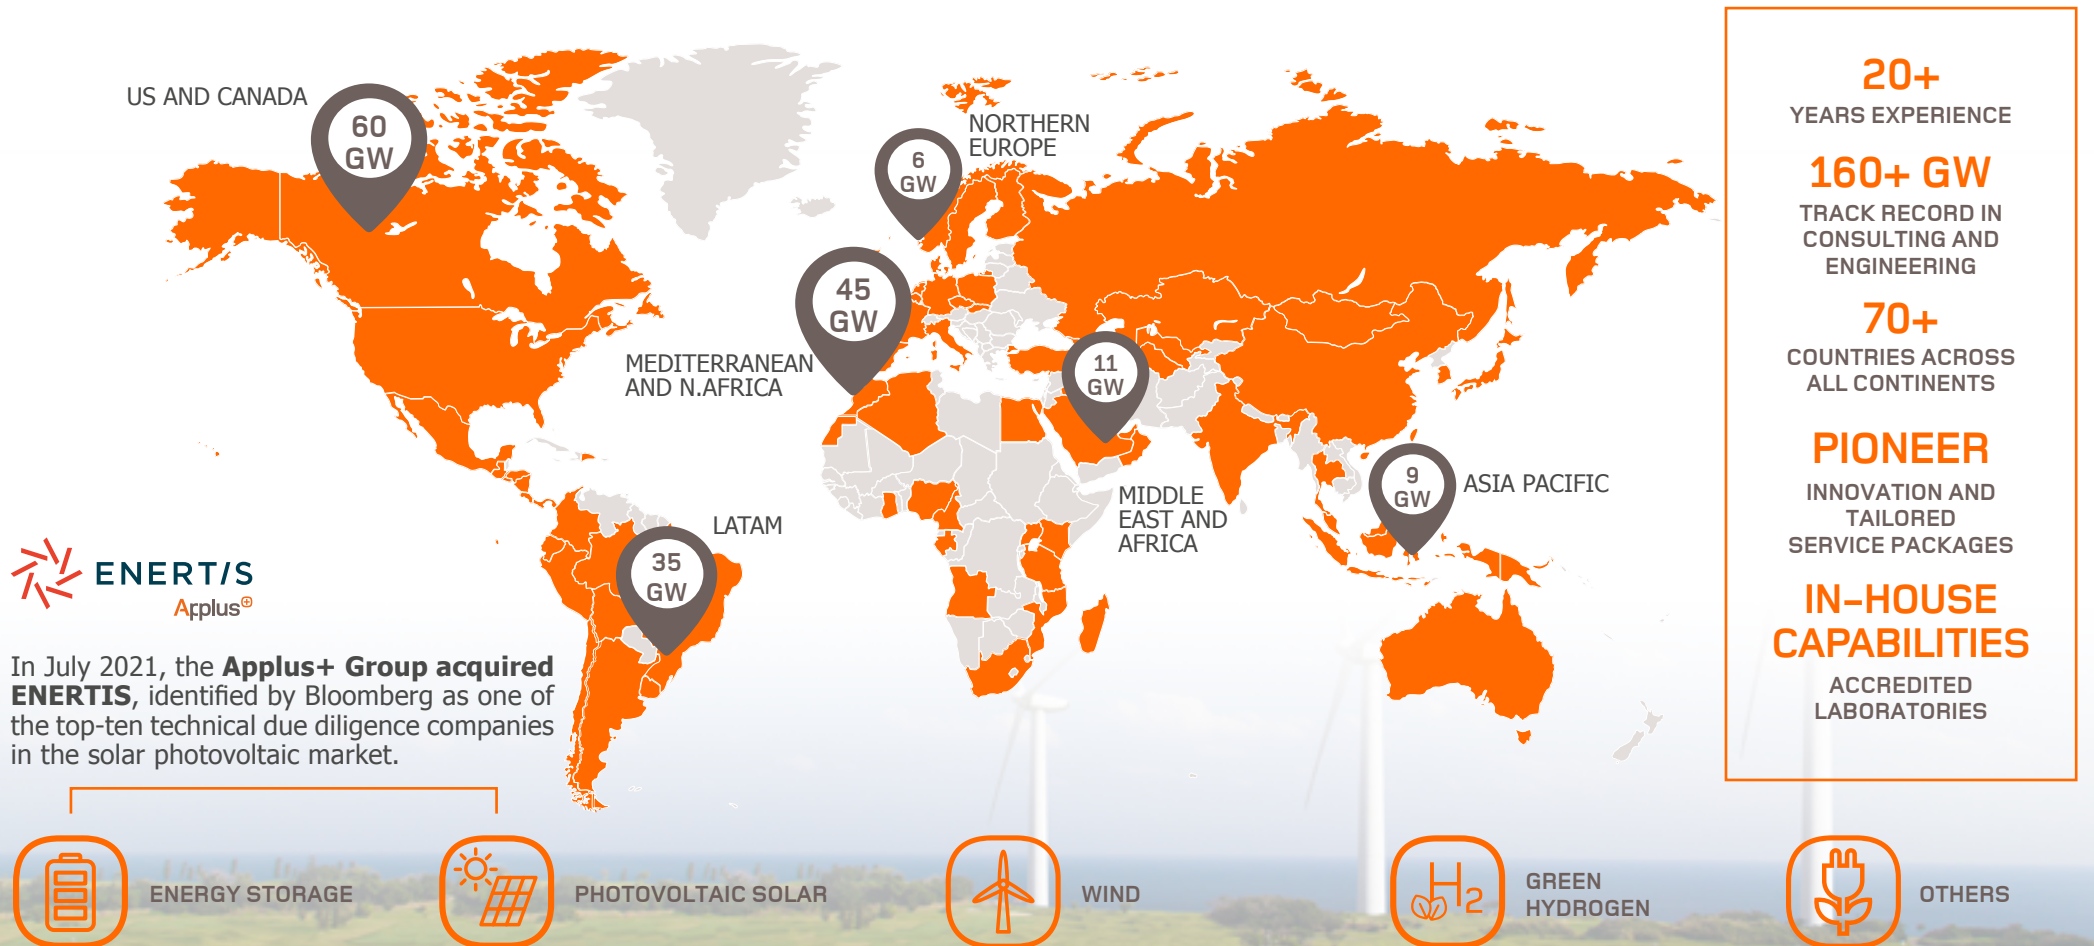 US AND CANADA
60
GW
NORTHERN
EUROPE
6
GW
45
GW
MEDITERRANEAN
AND N.AFRICA
11
GW
MIDDLE
EAST AND
AFRICA
9
GW
ASIA PACIFIC
LATAM
35
GW
ENERTIS
Applus+
In July 2021, the Applus+ Group acquired
ENERTIS, identified by Bloomberg as one of
the top-ten technical due diligence companies
in the solar photovoltaic market.
20+
YEARS EXPERIENCE
160+ GW
TRACK RECORD IN
CONSULTING AND
ENGINEERING
70+
COUNTRIES ACROSS
ALL CONTINENTS
PIONEER
INNOVATION AND
TAILORED
SERVICE PACKAGES
IN-HOUSE
CAPABILITIES
ACCREDITED
LABORATORIES
ENERGY STORAGE
PHOTOVOLTAIC SOLAR
WIND
H2
GREEN
HYDROGEN
OTHERS